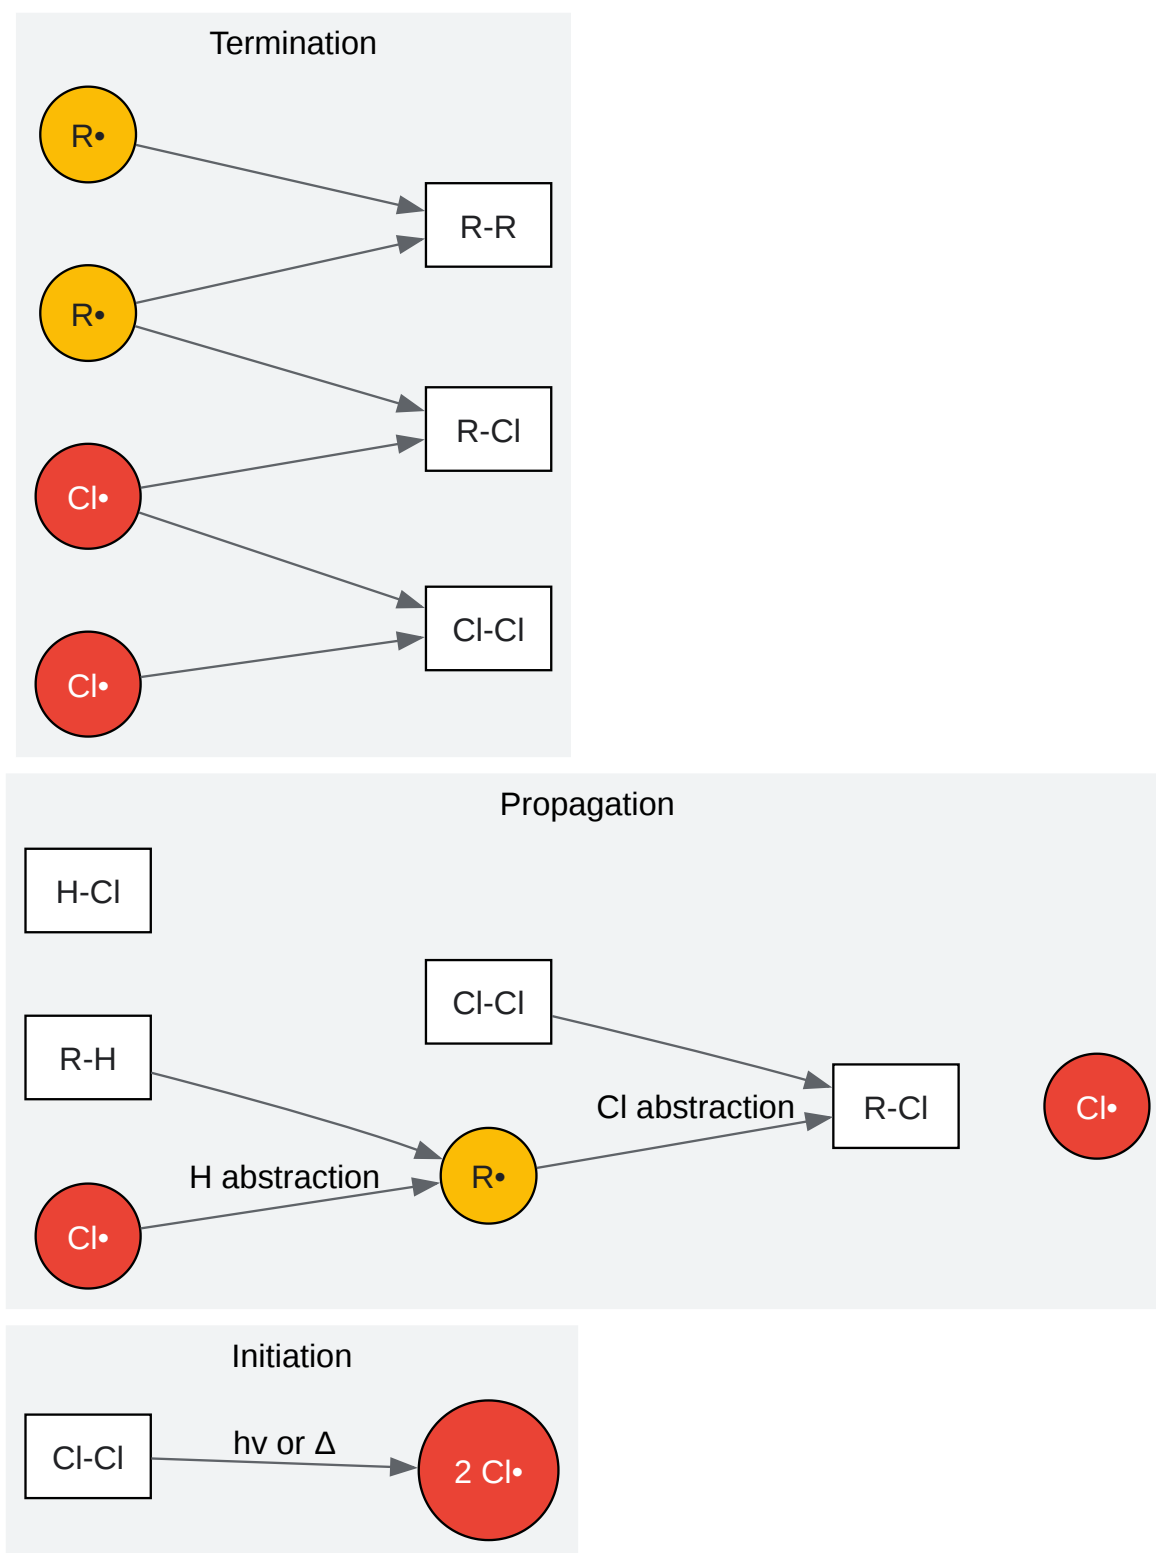 Termination
R•
R-R
R•
R-Cl
Cl•
Cl-Cl
Cl•
Propagation
H-Cl
Cl-Cl
R-H
R-Cl
Cl•
Cl abstraction
H abstraction
R•
Cl•
Initiation
hv or Δ
Cl-Cl
2 Cl•